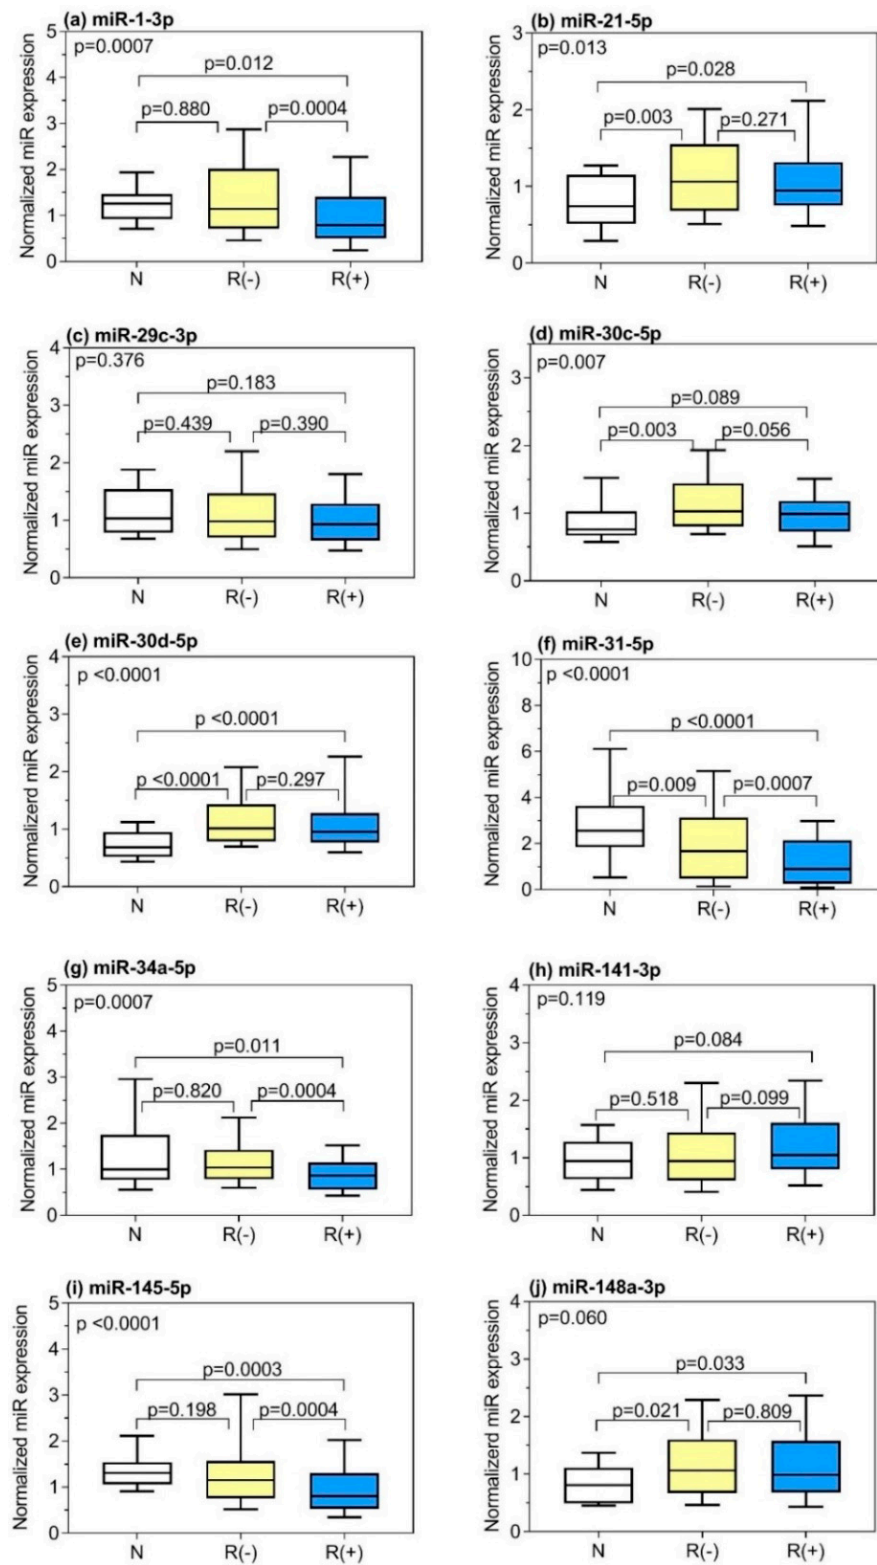 (a) miR-1-3p
p=0.0007
p=0.012
p=0.880
p=0.0004
Normalized miR expression
5
4
3
2
1
0
N
R(-)
R(+)
(b) miR-21-5p
p=0.013
p=0.028
p=0.003
p=0.271
Normalized miR expression
3
2
1
0
N
R(-)
R(+)
(c) miR-29c-3p
p=0.376
p=0.183
p=0.439
p=0.390
Normalized miR expression
4
3
2
1
0
N
R(-)
R(+)
(d) miR-30c-5p
p=0.007
p=0.089
p=0.003
p=0.056
Normalized miR expression
3
2
1
0
N
R(-)
R(+)
(e) miR-30d-5p
p <0.0001
p <0.0001
p <0.0001
p=0.297
Normalizerd miR expression
4
3
2
1
0
N
R(-)
R(+)
(f) miR-31-5p
p <0.0001
p <0.0001
p=0.009
p=0.0007
Normalized miR expression
10
8
6
4
2
0
N
R(-)
R(+)
(g) miR-34a-5p
p=0.0007
p=0.011
p=0.820
p=0.0004
Normalized miR expression
5
4
3
2
1
0
N
R(-)
R(+)
(h) miR-141-3p
p=0.119
p=0.084
p=0.518
p=0.099
Normalized miR expression
4
3
2
1
0
N
R(-)
R(+)
(i) miR-145-5p
p <0.0001
p=0.0003
p=0.198
p=0.0004
Normalized miR expression
5
4
3
2
1
0
N
R(-)
R(+)
(j) miR-148a-3p
p=0.060
p=0.033
p=0.021
p=0.809
Normalizerd miR expression
4
3
2
1
0
N
R(-)
R(+)